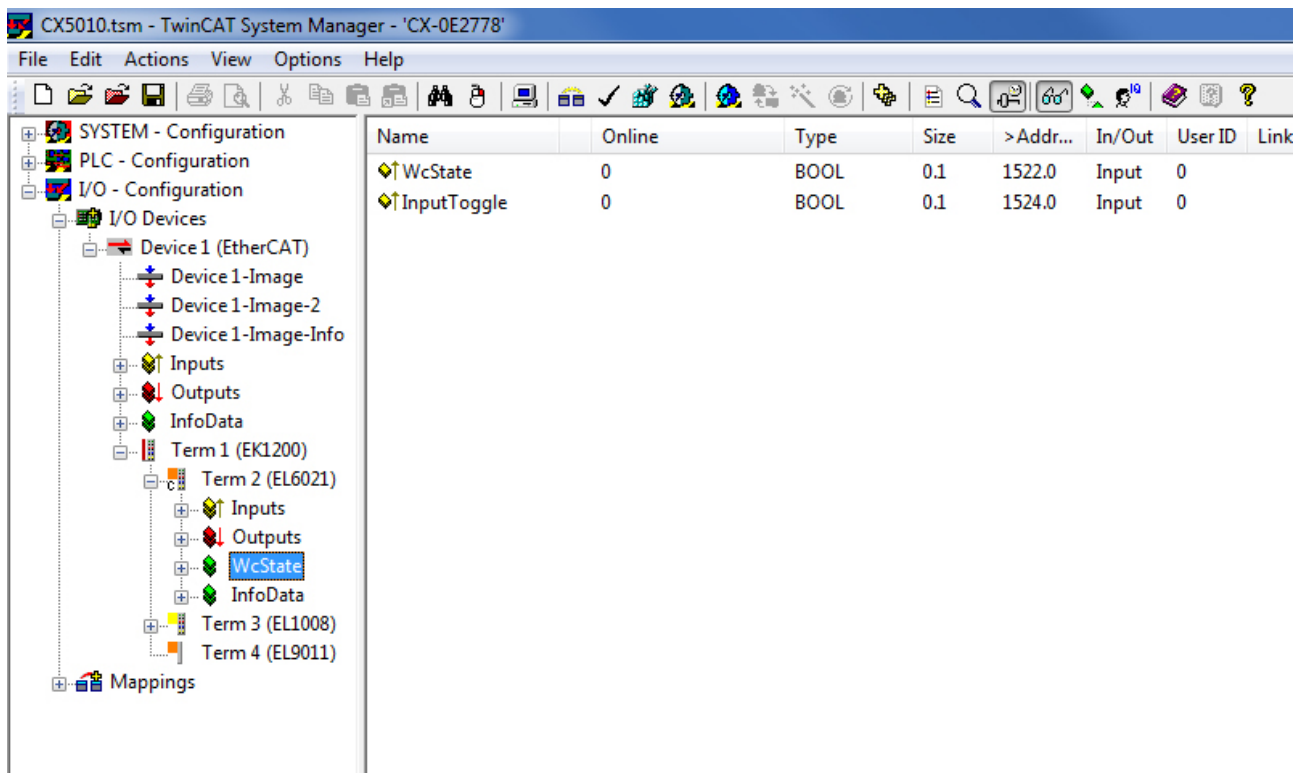 CX5010.tsm - TwinCAT System Manager - 'CX-0E2778'
File Edit Actions View Options Help
SYSTEM - Configuration
PLC - Configuration
I/O - Configuration
I/O Devices
Device 1 (EtherCAT)
Device 1-Image
Device 1-Image-2
Device 1-Image-Info
Inputs
Outputs
InfoData
Term 1 (EK1200)
Term 2 (EL6021)
Inputs
Outputs
WcState
InfoData
Term 3 (EL1008)
Term 4 (EL9011)
Mappings
Name Online Type Size >Addr... In/Out User ID Link
WcState 0 BOOL 0.1 1522.0 Input 0
InputToggle 0 BOOL 0.1 1524.0 Input 0